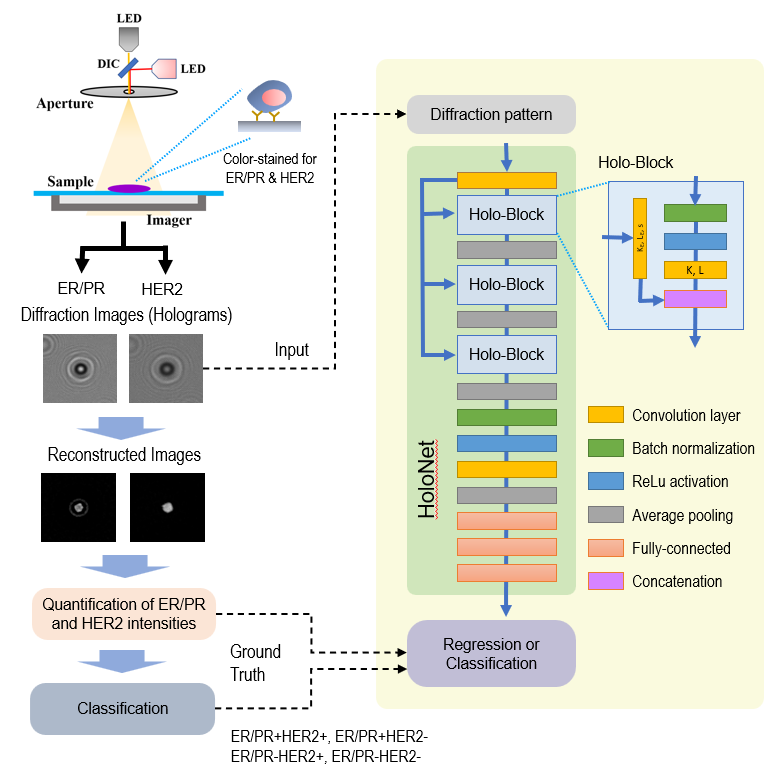 LED
DIC
LED
Aperture
Color-stained for
ER/PR & HER2
Sample
Imager
ER/PR
HER2
Diffraction Images (Holograms)
Input
Reconstructed Images
Quantification of ER/PR
and HER2 intensities
Ground
Truth
Classification
ER/PR+HER2+, ER/PR+HER2-
ER/PR-HER2+, ER/PR-HER2-
Diffraction pattern
HoloNet
Holo-Block
Holo-Block
Holo-Block
Regression or
Classification
Holo-Block
K, L
Convolution layer
Batch normalization
ReLu activation
Average pooling
Fully-connected
Concatenation